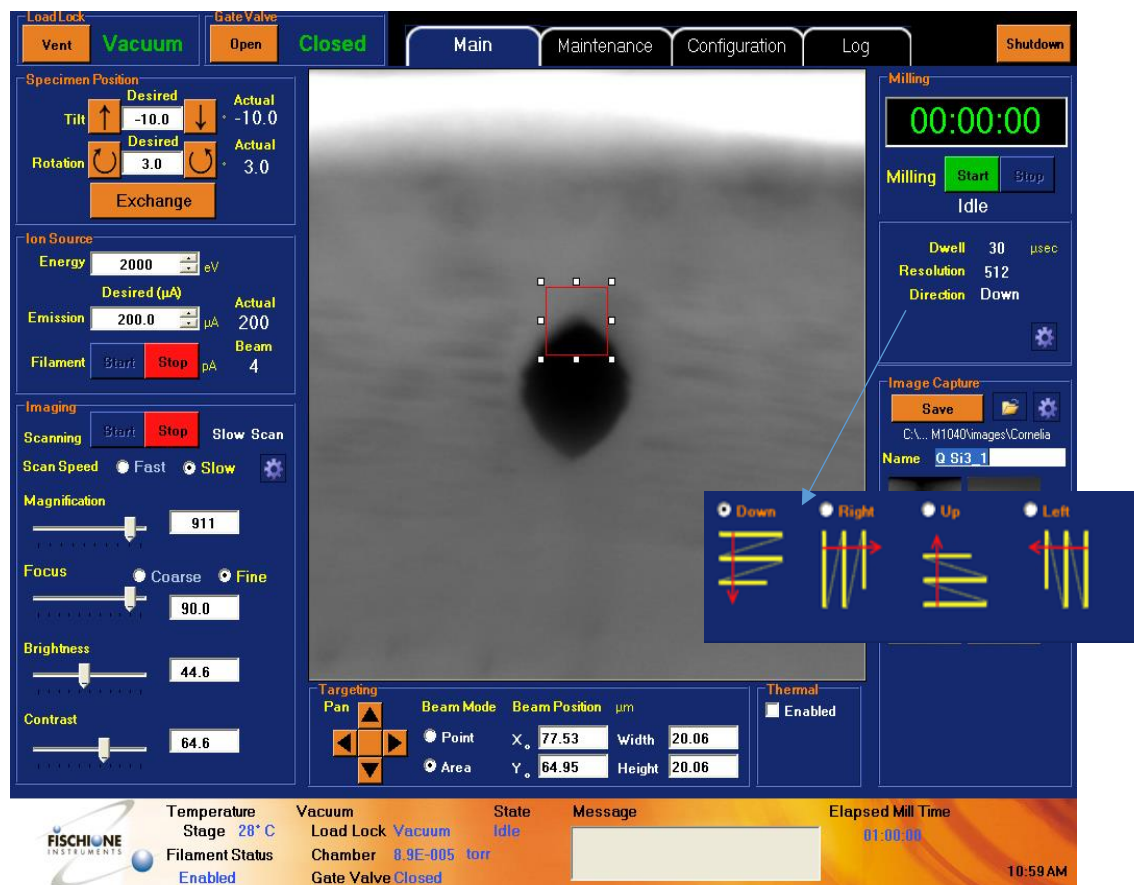 Load Lock
Gate Valve
Vent Vacuum Open Closed
Main Maintenance Configuration Log
Shutdown
Specimen Position
Desired Actual
Tilt -10.0 ° -10.0
Desired Actual
Rotation 3.0 ° 3.0
Exchange
Ion Source
Energy 2000 eV
Desired (µA) Actual
Emission 200.0 µA 200
Beam
Filament Start Stop pA 4
Imaging
Scanning Start Stop Slow Scan
Scan Speed Fast Slow
Magnification
911
Focus Coarse Fine
90.0
Brightness
44.6
Contrast
64.6
Milling
00:00:00
Milling Start Stop
Idle
Dwell 30 µsec
Resolution 512
Direction Down
Image Capture
Save
C:\... M1040\images\Cornelia
Name Q Si3_1
Down Right Up Left
Targeting
Pan Beam Mode Beam Position µm
Point X₀ 77.53 Width 20.06
Area Y₀ 64.95 Height 20.06
Thermal
Enabled
FISCHIONE
INSTRUMENTS
Temperature Vacuum State Message Elapsed Mill Time
Stage 28° C Load Lock Vacuum Idle 01:00:00
Filament Status Chamber 8.9E-005 torr
Enabled Gate Valve Closed 10:59 AM